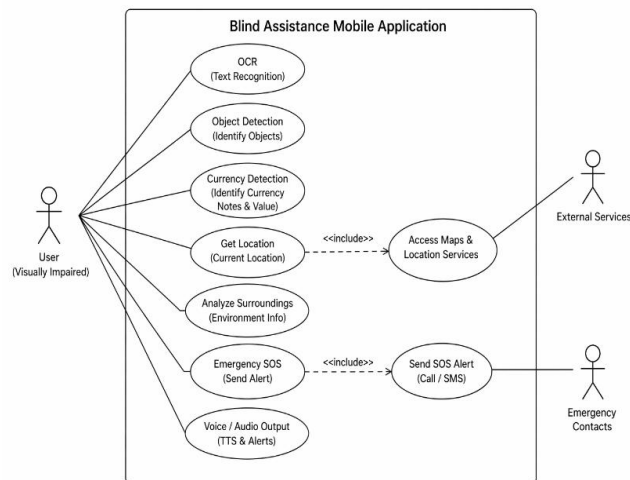 Blind Assistance Mobile Application
OCR
(Text Recognition)
Object Detection
(Identify Objects)
Currency Detection
(Identify Currency
Notes & Value)
Get Location
(Current Location)
<<include>>
Access Maps &
Location Services
External Services
User
(Visually Impaired)
Analyze Surroundings
(Environment Info)
Emergency SOS
(Send Alert)
<<include>>
Send SOS Alert
(Call / SMS)
Emergency
Contacts
Voice / Audio Output
(TTS & Alerts)